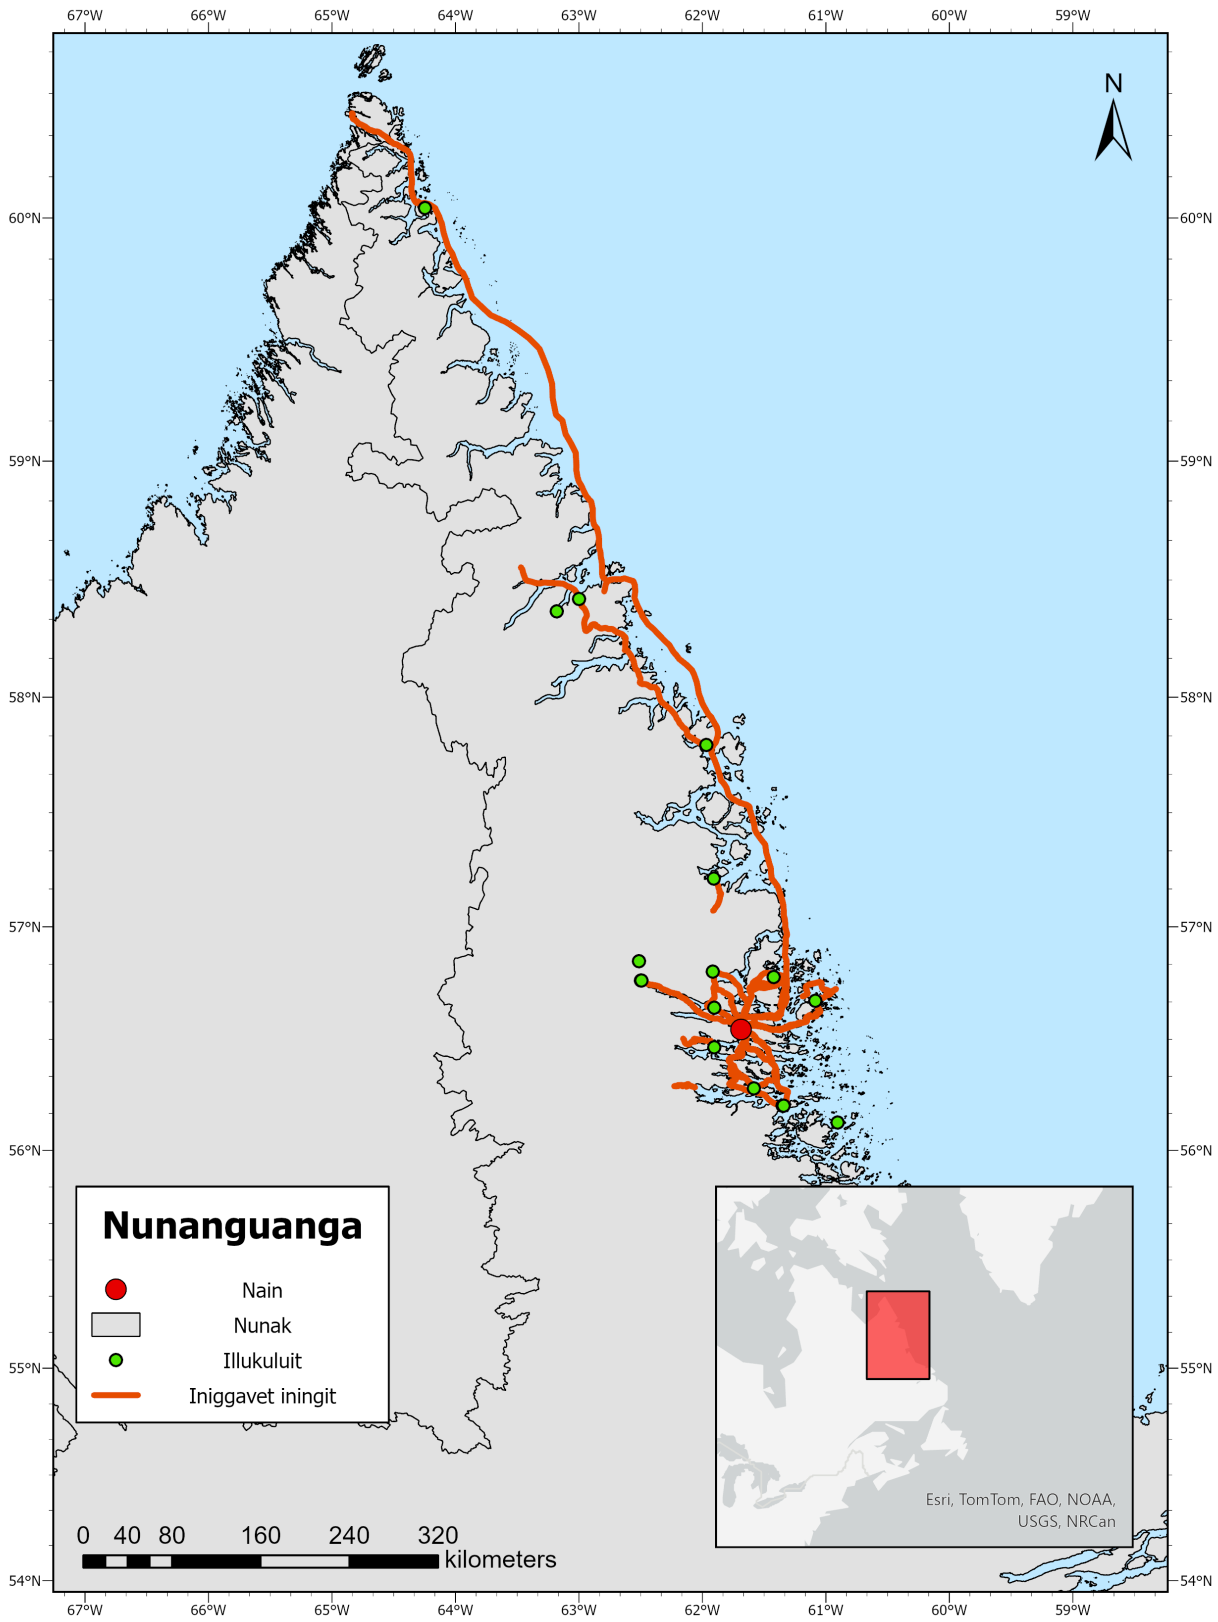 67°W 66°W 65°W 64°W 63°W 62°W 61°W 60°W 59°W
N
60°N 60°N
59°N 59°N
58°N 58°N
57°N 57°N
56°N 56°N
55°N 55°N
54°N 54°N
Nunanguanga
Nain
Nunak
Illukuluit
Iniggavet iningit
Esri, TomTom, FAO, NOAA,
USGS, NRCan
0 40 80 160 240 320
kilometers
67°W 66°W 65°W 64°W 63°W 62°W 61°W 60°W 59°W